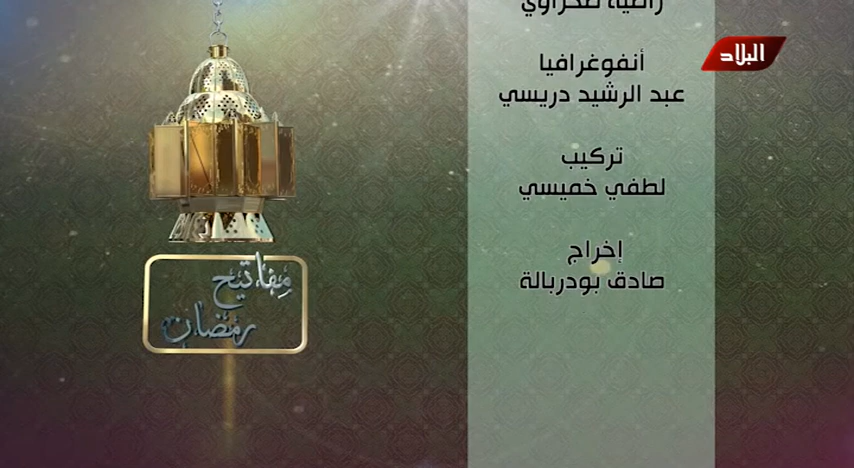 البلاد
أنفوغرافيا
عبد الرشيد دريسي
تركيب
لطفي خميسي
إخراج
صادق بودربالة
مفاتيح
رمضان